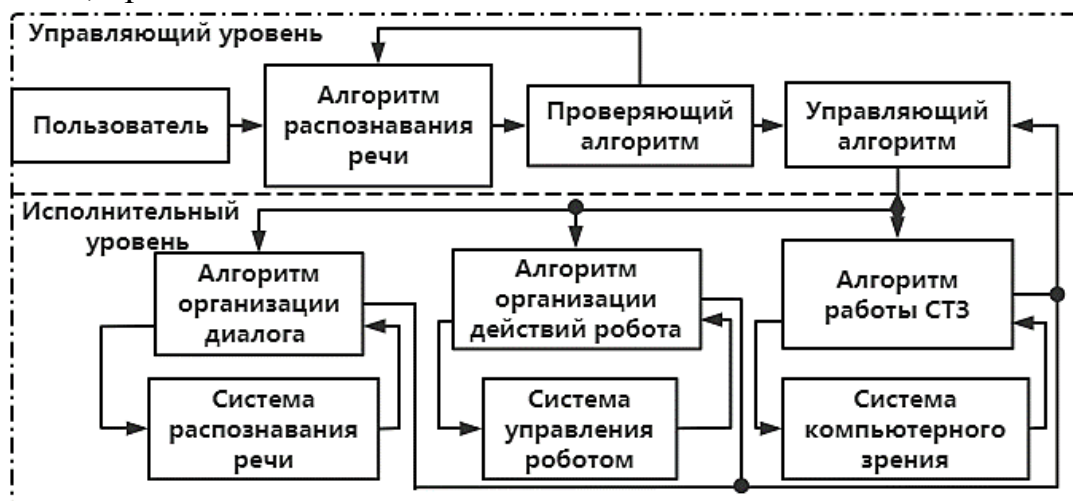 Управляющий уровень
Пользователь
Алгоритм
распознавания
речи
Проверяющий
алгоритм
Управляющий
алгоритм
Исполнительный
уровень
Алгоритм
организации
диалога
Алгоритм
организации
действий робота
Алгоритм
работы СТЗ
Система
распознавания
речи
Система
управления
роботом
Система
компьютерного
зрения